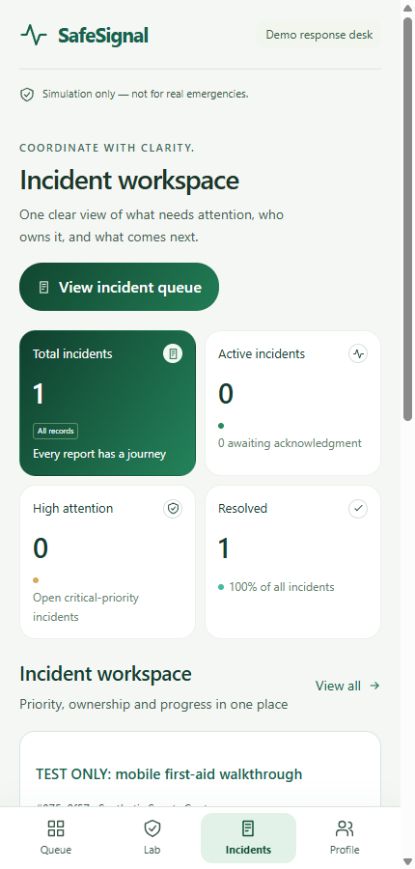 SafeSignal
Demo response desk
Simulation only — not for real emergencies.
COORDINATE WITH CLARITY.
Incident workspace
One clear view of what needs attention, who
owns it, and what comes next.
View incident queue
Total incidents
1
All records
Every report has a journey
Active incidents
0
0 awaiting acknowledgment
High attention
0
Open critical-priority
incidents
Resolved
1
100% of all incidents
Incident workspace
View all
Priority, ownership and progress in one place
TEST ONLY: mobile first-aid walkthrough
Queue
Lab
Incidents
Profile